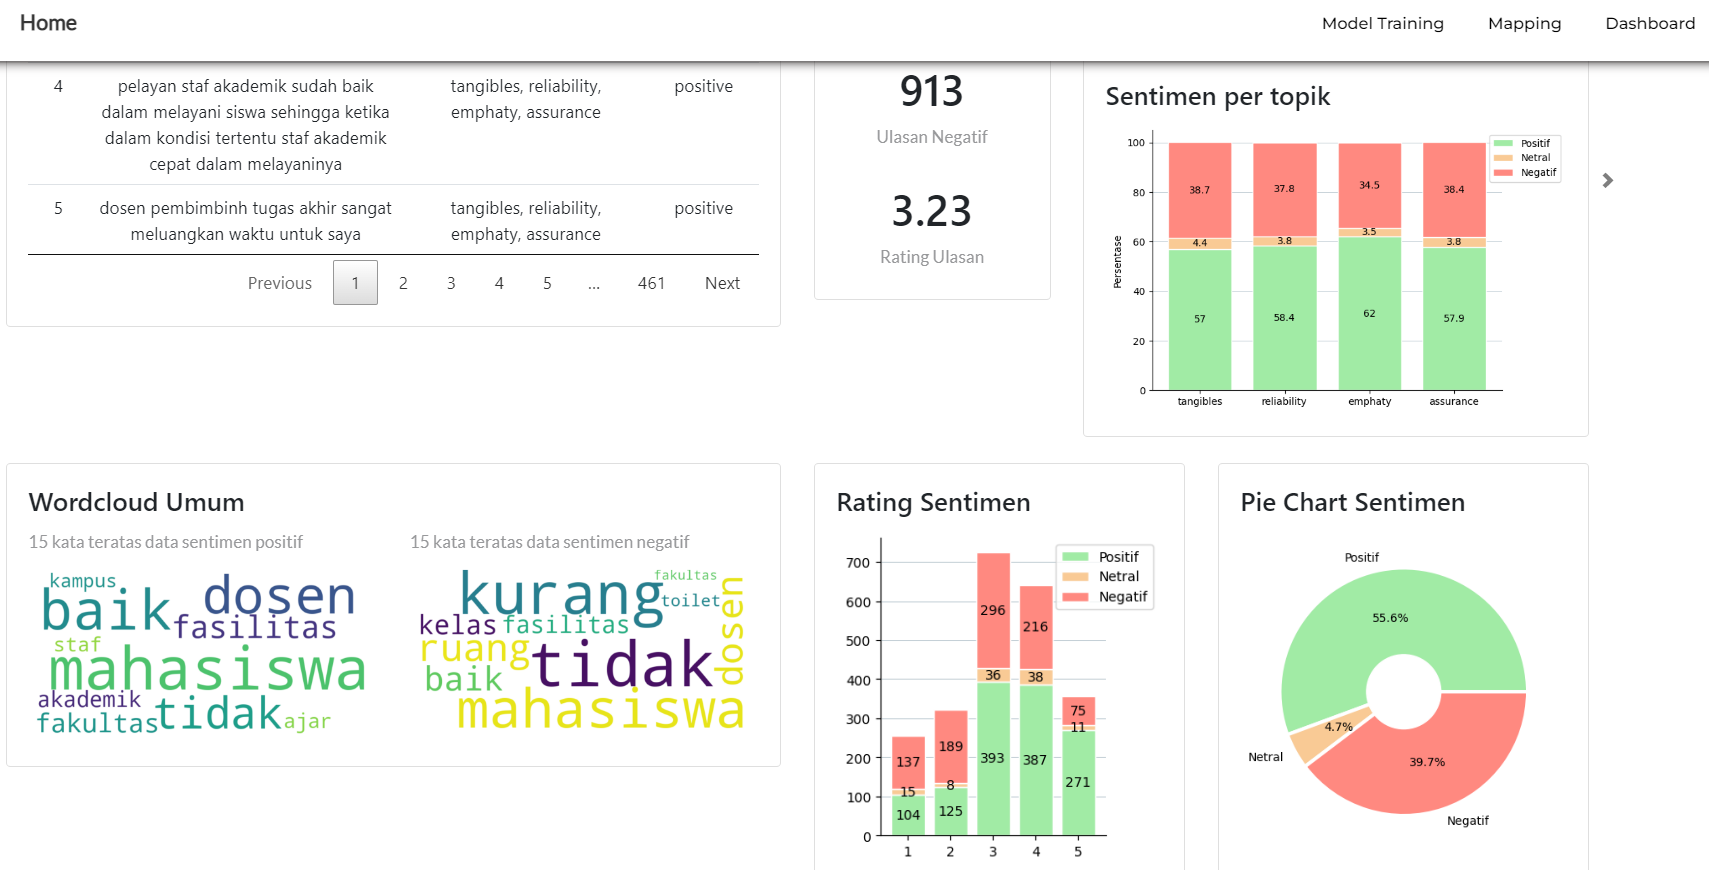 Home
Model Training
Mapping
Dashboard
4
pelayan staf akademik sudah baik
dalam melayani siswa sehingga ketika
dalam kondisi tertentu staf akademik
cepat dalam melayaninya
tangibles, reliability,
emphaty, assurance
positive
5
dosen pembimbinh tugas akhir sangat
meluangkan waktu untuk saya
tangibles, reliability,
emphaty, assurance
positive
Previous 1 2 3 4 5 ... 461 Next
913
Ulasan Negatif
3.23
Rating Ulasan
Sentimen per topik
Persentase
100
80
60
40
20
0
38.7
37.8
34.5
38.4
4.4
3.8
3.5
3.8
57
58.4
62
57.9
tangibles
reliability
emphaty
assurance
Positif
Netral
Negatif
Wordcloud Umum
15 kata teratas data sentimen positif
kampus
baik
dosen
fasilitas
staf
mahasiswa
akademik
fakultas
tidak
ajar
15 kata teratas data sentimen negatif
kurang
fakultas
toilet
kelas
fasilitas
dosen
ruang
tidak
baik
mahasiswa
Rating Sentimen
700
600
500
400
300
200
100
0
Positif
Netral
Negatif
137
15
104
189
8
125
296
36
393
216
38
387
75
11
271
1
2
3
4
5
Pie Chart Sentimen
Positif
55.6%
4.7%
Netral
39.7%
Negatif